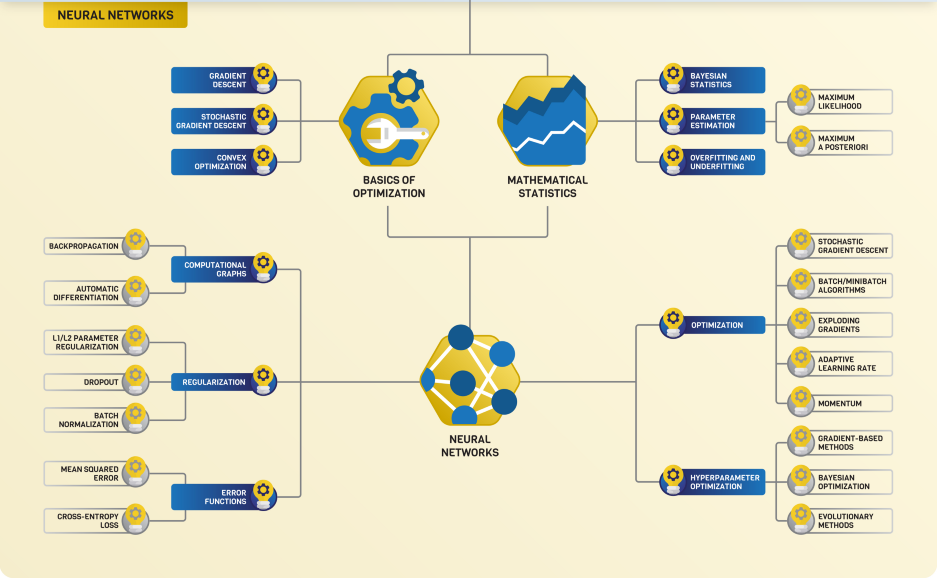 NEURAL NETWORKS
GRADIENT
DESCENT
STOCHASTIC
GRADIENT DESCENT
CONVEX
OPTIMIZATION
BASICS OF
OPTIMIZATION
MATHEMATICAL
STATISTICS
BAYESIAN
STATISTICS
PARAMETER
ESTIMATION
OVERFITTING AND
UNDERFITTING
MAXIMUM
LIKELIHOOD
MAXIMUM
A POSTERIORI
BACKPROPAGATION
AUTOMATIC
DIFFERENTIATION
COMPUTATIONAL
GRAPHS
L1/L2 PARAMETER
REGULARIZATION
DROPOUT
BATCH
NORMALIZATION
REGULARIZATION
MEAN SQUARED
ERROR
CROSS-ENTROPY
LOSS
ERROR
FUNCTIONS
NEURAL
NETWORKS
OPTIMIZATION
STOCHASTIC
GRADIENT DESCENT
BATCH/MINIBATCH
ALGORITHMS
EXPLODING
GRADIENTS
ADAPTIVE
LEARNING RATE
MOMENTUM
HYPERPARAMETER
OPTIMIZATION
GRADIENT-BASED
METHODS
BAYESIAN
OPTIMIZATION
EVOLUTIONARY
METHODS